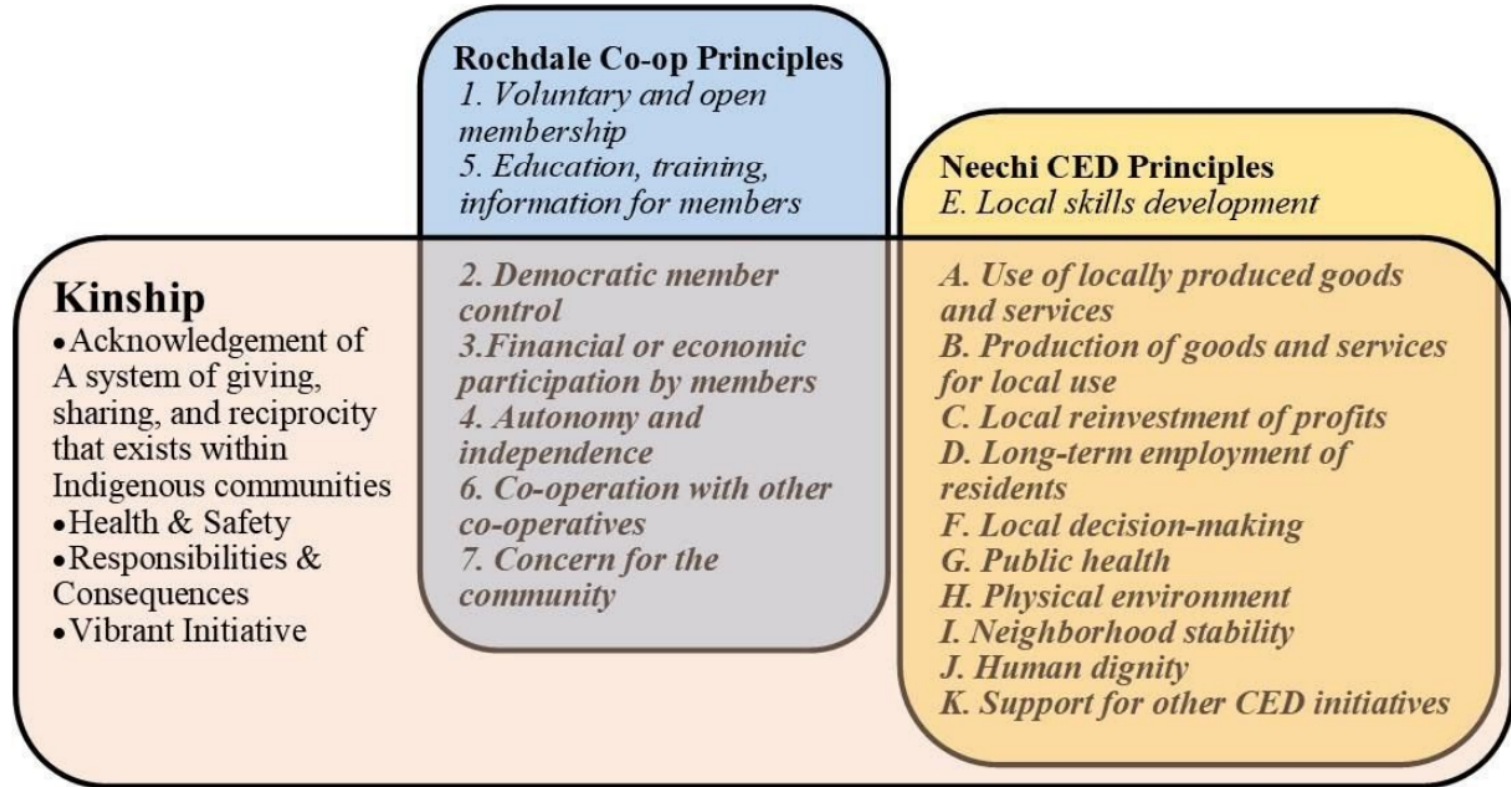 Rochdale Co-op Principles
1. Voluntary and open
membership
5. Education, training,
information for members
Neechi CED Principles
E. Local skills development
Kinship
•Acknowledgement of
A system of giving,
sharing, and reciprocity
that exists within
Indigenous communities
•Health & Safety
•Responsibilities &
Consequences
•Vibrant Initiative
2. Democratic member
control
3.Financial or economic
participation by members
4. Autonomy and
independence
6. Co-operation with other
co-operatives
7. Concern for the
community
A. Use of locally produced goods
and services
B. Production of goods and services
for local use
C. Local reinvestment of profits
D. Long-term employment of
residents
F. Local decision-making
G. Public health
H. Physical environment
I. Neighborhood stability
J. Human dignity
K. Support for other CED initiatives